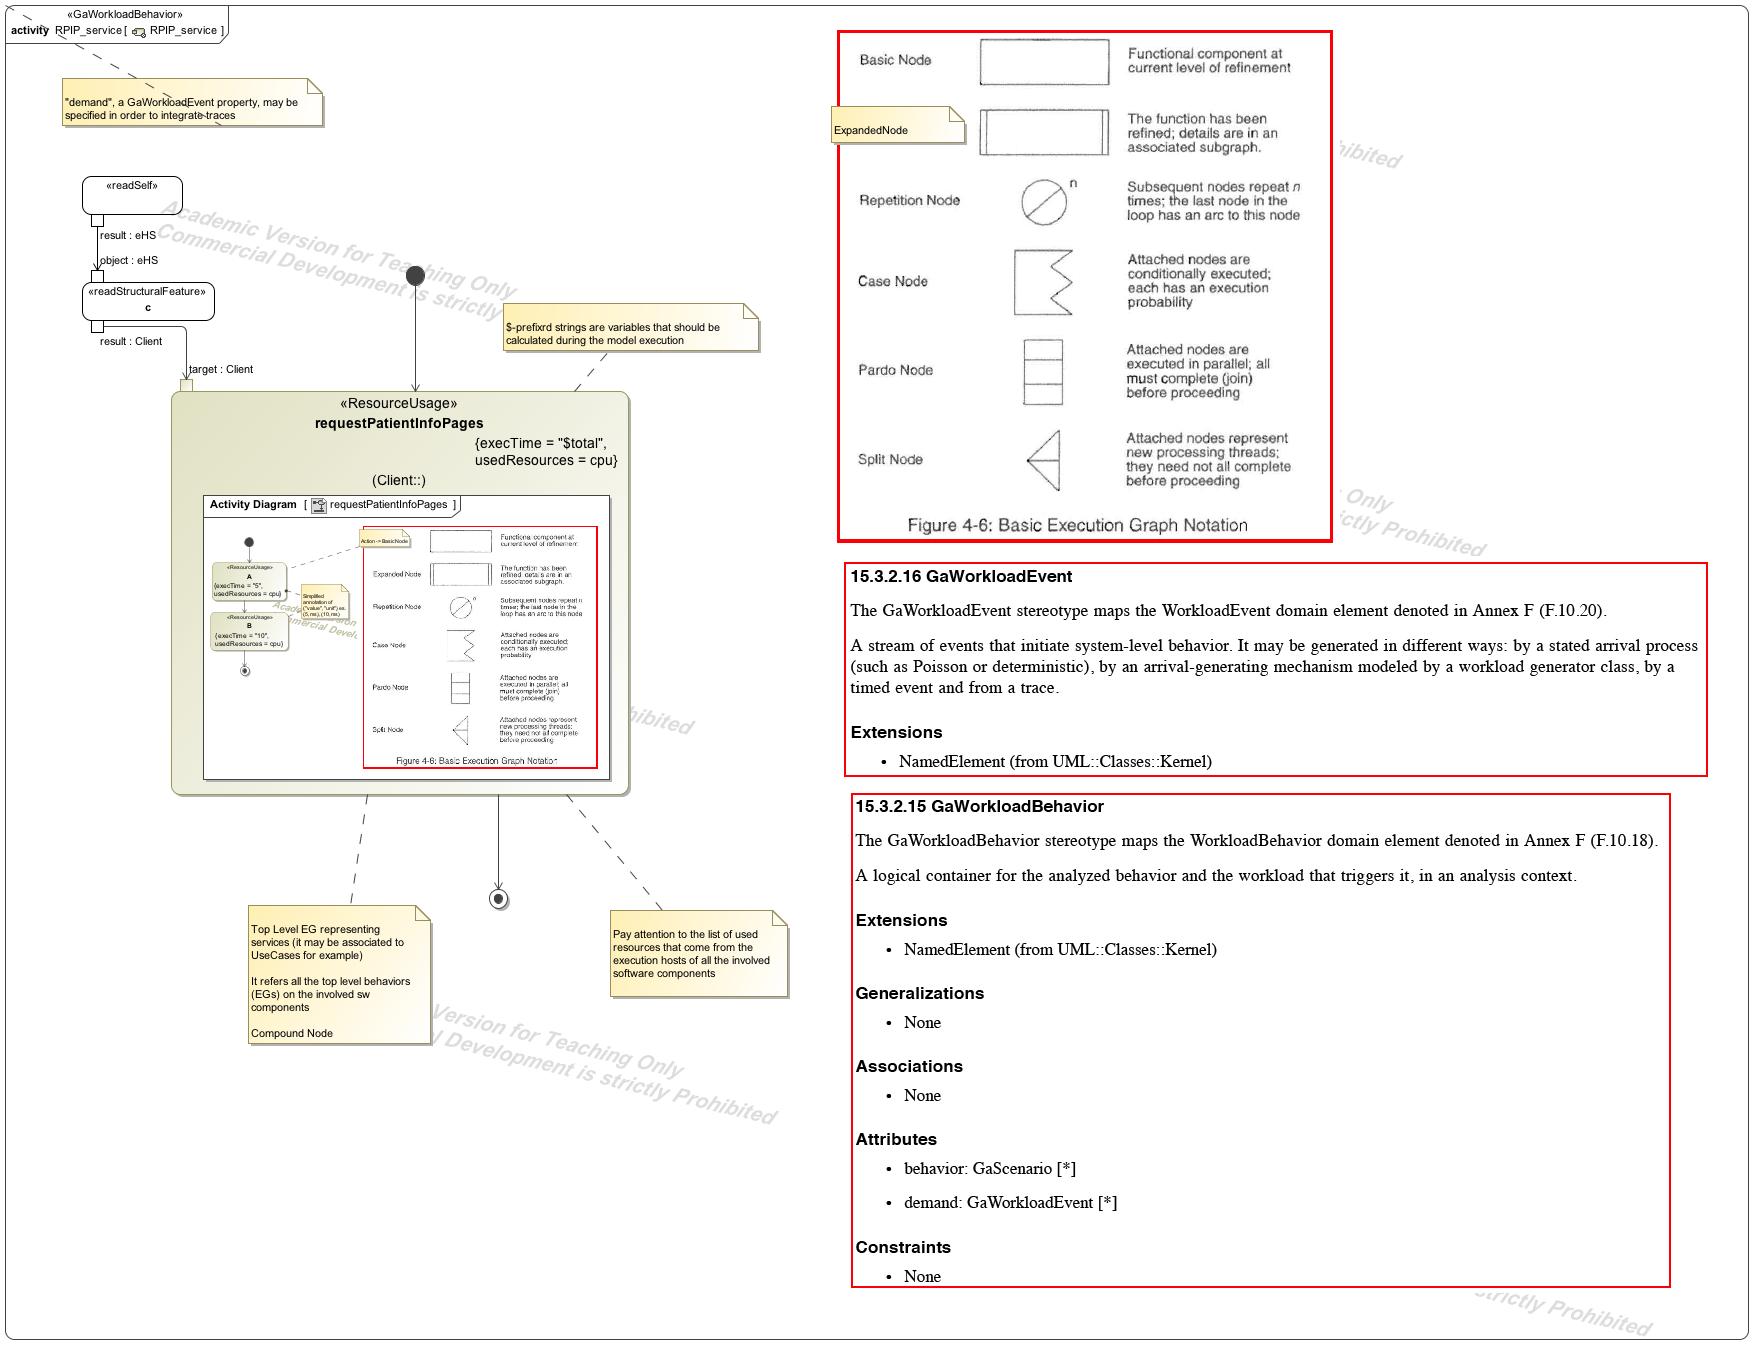 «GaWorkloadBehavior»
activity RPIP_service [ RPIP_service ]
"demand", a GaWorkloadEvent property, may be
specified in order to integrate traces
«readSelf»
result : eHS
object : eHS
«readStructuralFeature»
c
result : Client
target : Client
Academic Version for Teaching Only
Commercial Development is strictly
$-prefixrd strings are variables that should be
calculated during the model execution
«ResourceUsage»
requestPatientInfoPages
{execTime = "$total",
usedResources = cpu}
(Client::)
Activity Diagram [ requestPatientInfoPages ]
«ResourceUsage»
A
{execTime = "5",
usedResources = cpu}
«ResourceUsage»
B
{execTime = "10",
usedResources = cpu}
Simplified
annotation of
("value", "unit") es.
(5, ms), (10, ms)
Action -> BasicNode
Functional component at
current level of refinement
Expanded Node
The function has been
refined; details are in an
associated subgraph.
Repetition Node
n
Subsequent nodes repeat n
times; the last node in the
loop has an arc to this node
Case Node
Attached nodes are
conditionally executed;
each has an execution
probability
Pardo Node
Attached nodes are
executed in parallel; all
must complete (join)
before proceeding
Split Node
Attached nodes represent
new processing threads;
they need not all complete
before proceeding
Figure 4-6: Basic Execution Graph Notation
hibited
Top Level EG representing
services (it may be associated to
UseCases for example)
It refers all the top level behaviors
(EGs) on the involved sw
components
Compound Node
Pay attention to the list of used
resources that come from the
execution hosts of all the involved
software components
Version for Teaching Only
l Development is strictly Prohibited
Basic Node
Functional component at
current level of refinement
ExpandedNode
The function has been
refined; details are in an
associated subgraph.
Repetition Node
n
Subsequent nodes repeat n
times; the last node in the
loop has an arc to this node
Case Node
Attached nodes are
conditionally executed;
each has an execution
probability
Pardo Node
Attached nodes are
executed in parallel; all
must complete (join)
before proceeding
Split Node
Attached nodes represent
new processing threads;
they need not all complete
before proceeding
Figure 4-6: Basic Execution Graph Notation
hibited
Only
ictly Prohibited
15.3.2.16 GaWorkloadEvent
The GaWorkloadEvent stereotype maps the WorkloadEvent domain element denoted in Annex F (F.10.20).
A stream of events that initiate system-level behavior. It may be generated in different ways: by a stated arrival process
(such as Poisson or deterministic), by an arrival-generating mechanism modeled by a workload generator class, by a
timed event and from a trace.
Extensions
• NamedElement (from UML::Classes::Kernel)
15.3.2.15 GaWorkloadBehavior
The GaWorkloadBehavior stereotype maps the WorkloadBehavior domain element denoted in Annex F (F.10.18).
A logical container for the analyzed behavior and the workload that triggers it, in an analysis context.
Extensions
• NamedElement (from UML::Classes::Kernel)
Generalizations
• None
Associations
• None
Attributes
• behavior: GaScenario [*]
• demand: GaWorkloadEvent [*]
Constraints
• None
strictly Prohibited